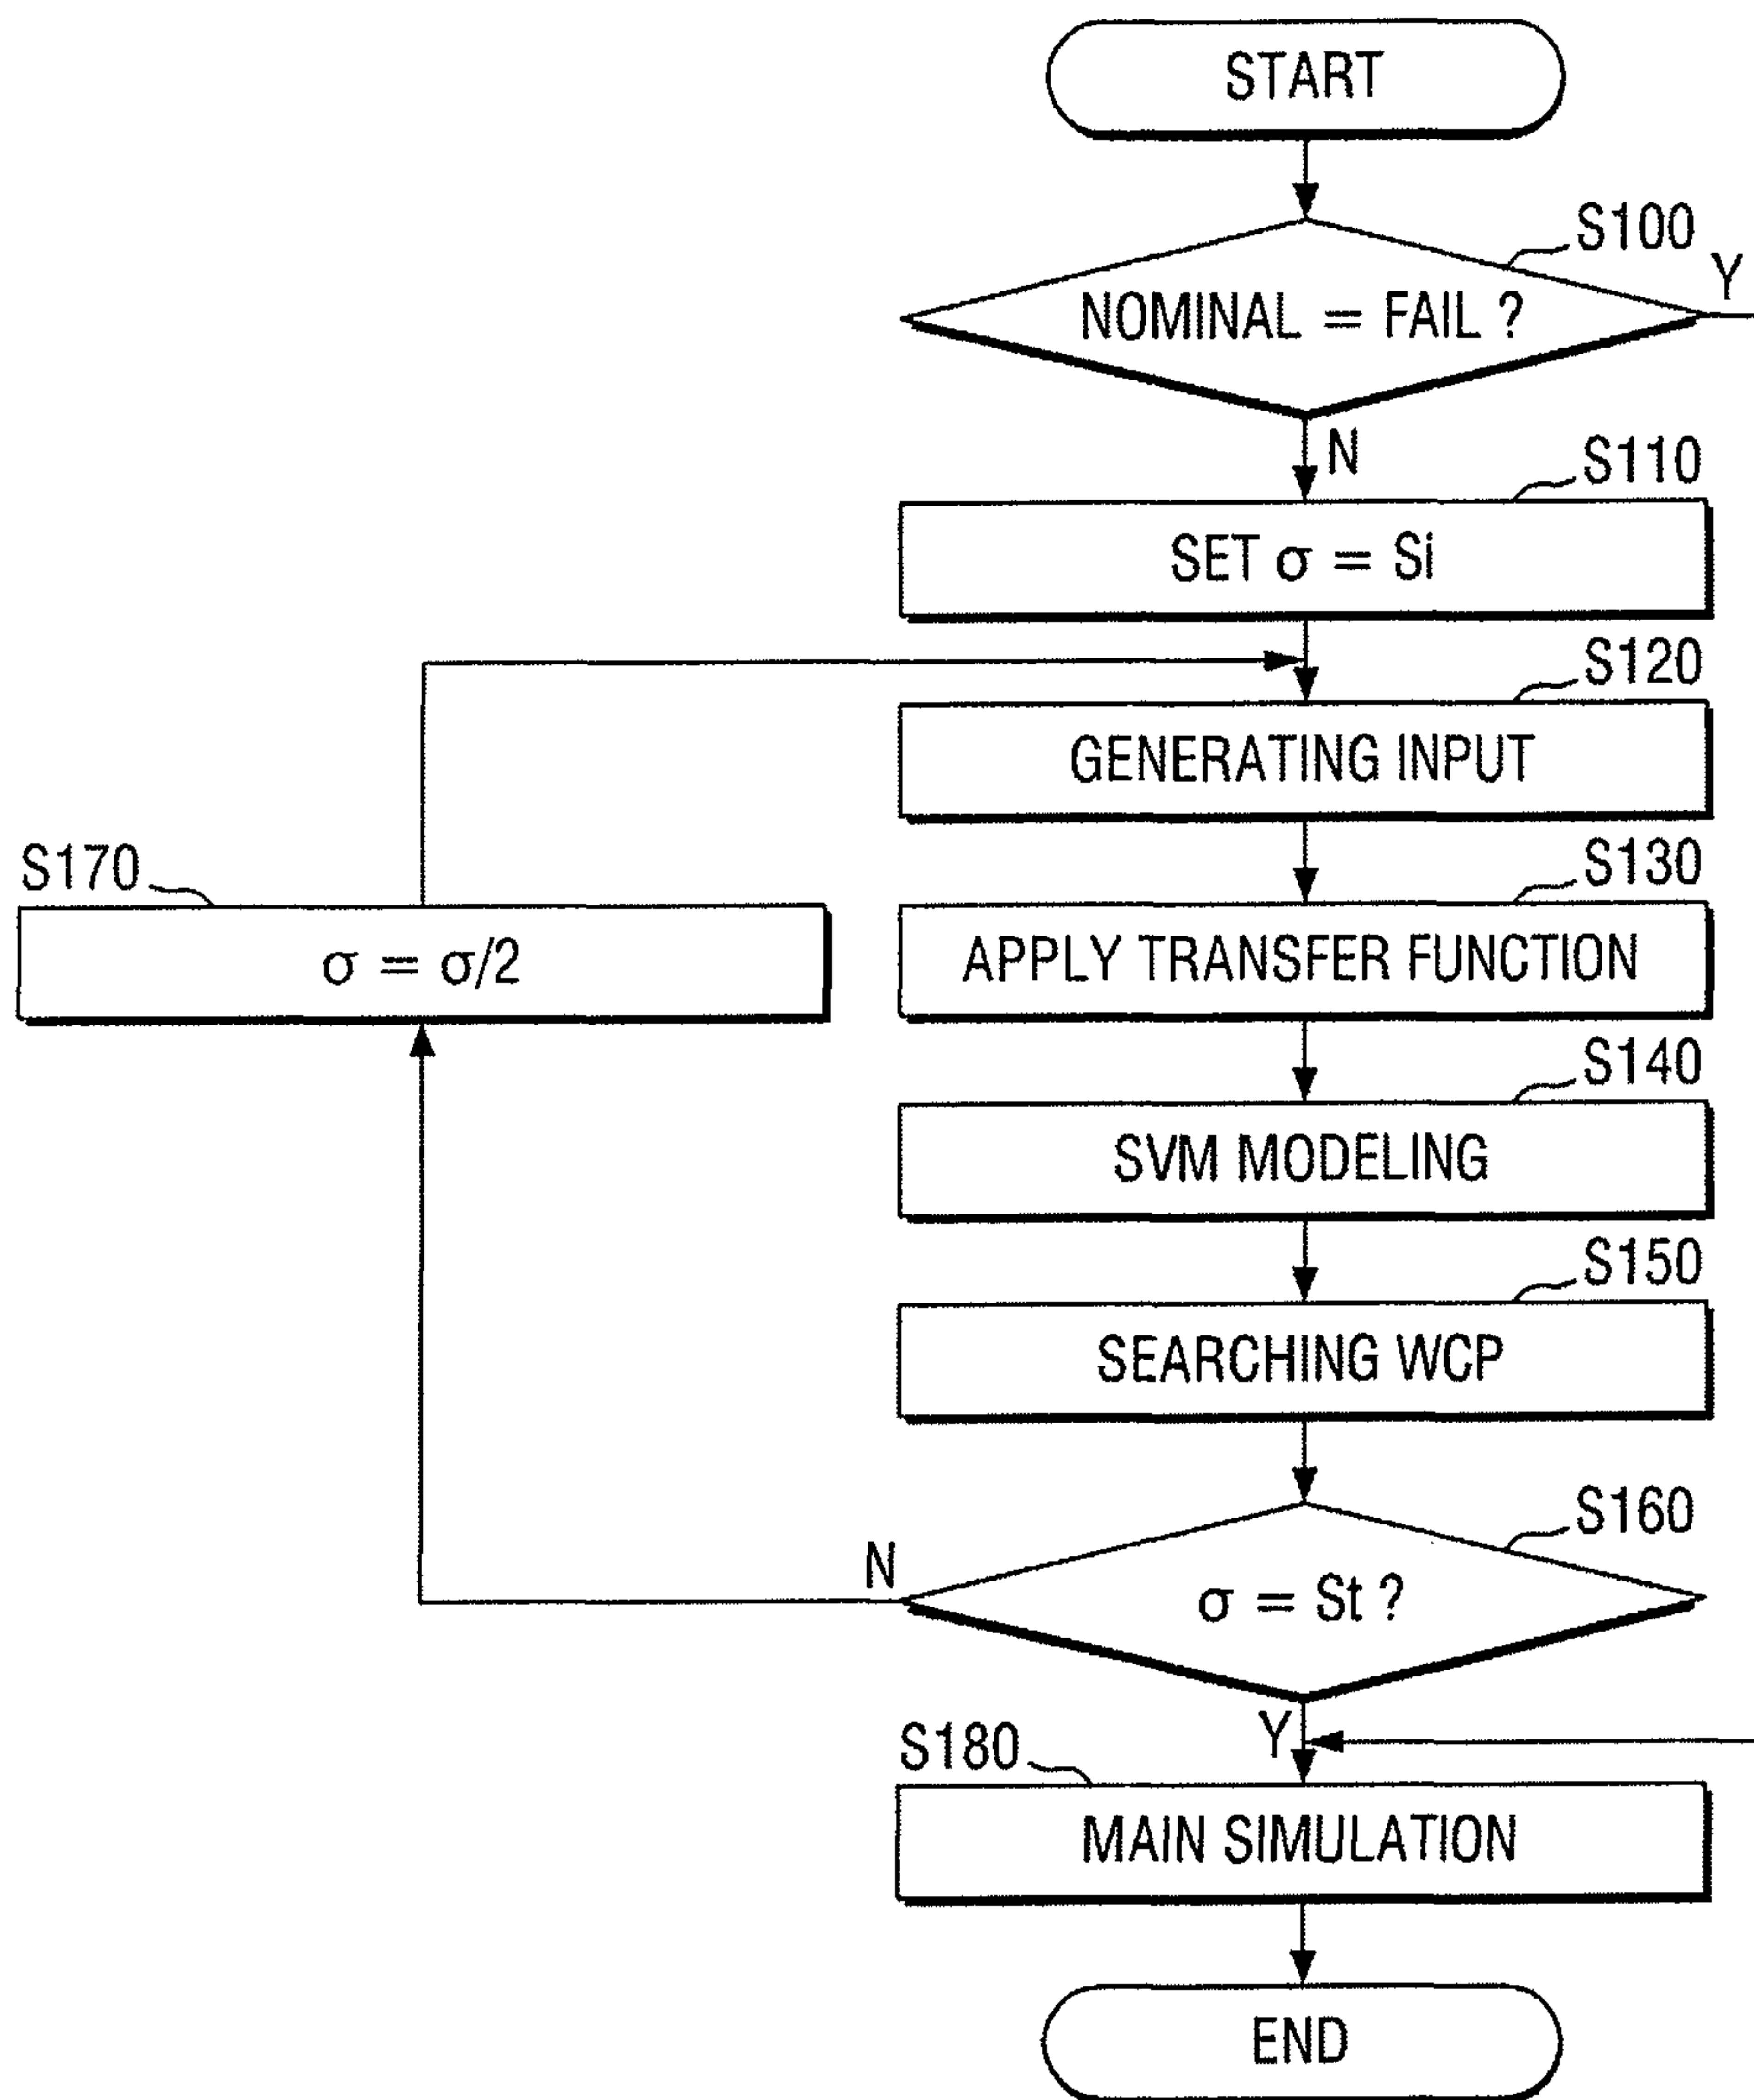 START
S100
NOMINAL = FAIL ?
Y
N
S110
SET σ = Si
S120
GENERATING INPUT
S170
σ = σ/2
S130
APPLY TRANSFER FUNCTION
S140
SVM MODELING
S150
SEARCHING WCP
S160
N
σ = St ?
Y
S180
MAIN SIMULATION
END